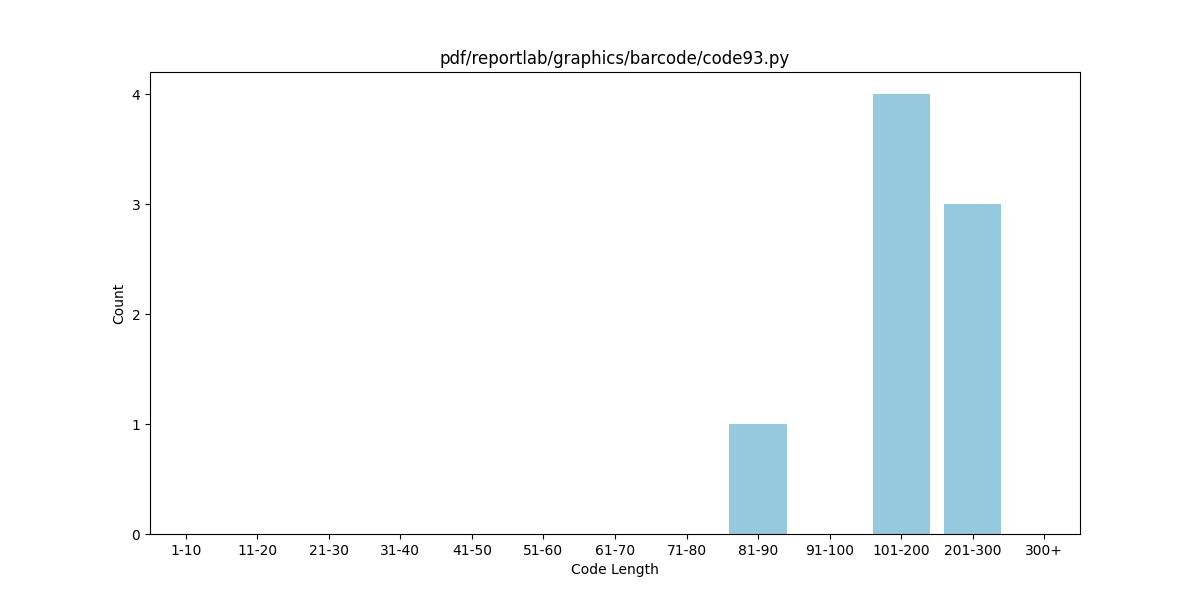 pdf/reportlab/graphics/barcode/code93.py
4
3
2
1
0
Count
1-10 11-20 21-30 31-40 41-50 51-60 61-70 71-80 81-90 91-100 101-200 201-300 300+
Code Length